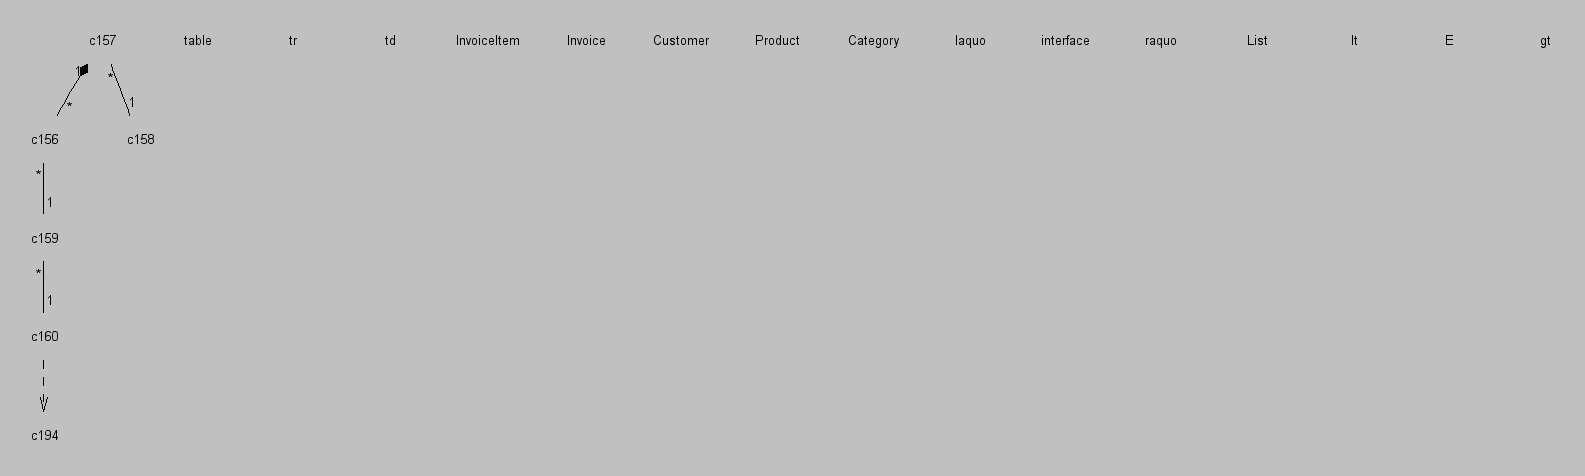 c157 table tr td InvoiceItem Invoice Customer Product Category laquo interface raquo List lt E gt
1 *
* 1
c156 c158
*
1
c159
*
1
c160
c194